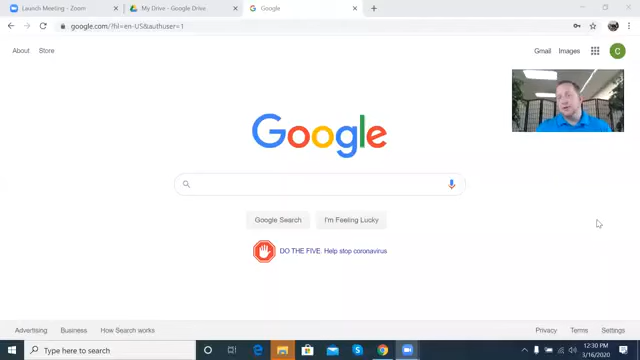 Launch Meeting - Zoom
My Drive - Google Drive
Google
google.com/?hl=en-US&authuser=1
About
Store
Gmail
Images
C
Google
Google Search
I'm Feeling Lucky
DO THE FIVE. Help stop coronavirus
Advertising
Business
How Search works
Privacy
Terms
Settings
Type here to search
12:30 PM
3/16/2020